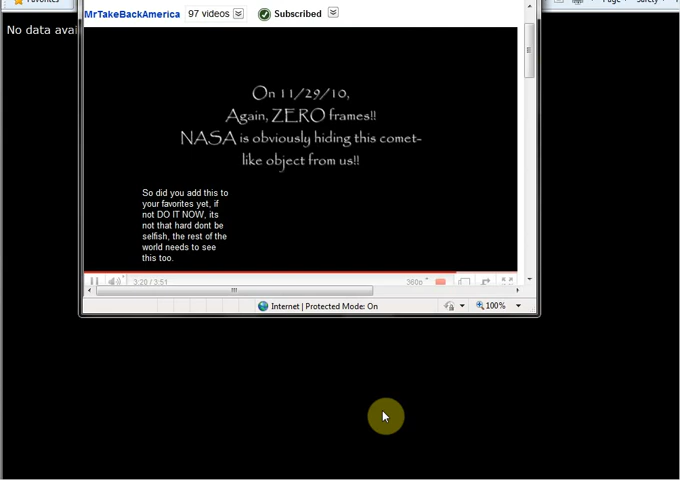 Favorites
Page
Safety
No data avai
MrTakeBackAmerica 97 videos Subscribed
On 11/29/10,
Again, ZERO frames!!
NASA is obviously hiding this comet-
like object from us!!
So did you add this to
your favorites yet, if
not DO IT NOW, its
not that hard dont be
selfish, the rest of the
world needs to see
this too.
3:20 / 3:51 360p
Internet | Protected Mode: On 100%